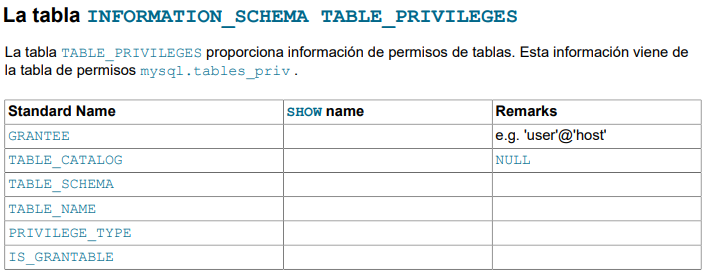 La tabla INFORMATION_SCHEMA TABLE_PRIVILEGES
La tabla TABLE_PRIVILEGES proporciona información de permisos de tablas. Esta información viene de
la tabla de permisos mysql.tables_priv.
Standard Name SHOW name Remarks
GRANTEE e.g. 'user'@'host'
TABLE_CATALOG NULL
TABLE_SCHEMA
TABLE_NAME
PRIVILEGE_TYPE
IS_GRANTABLE